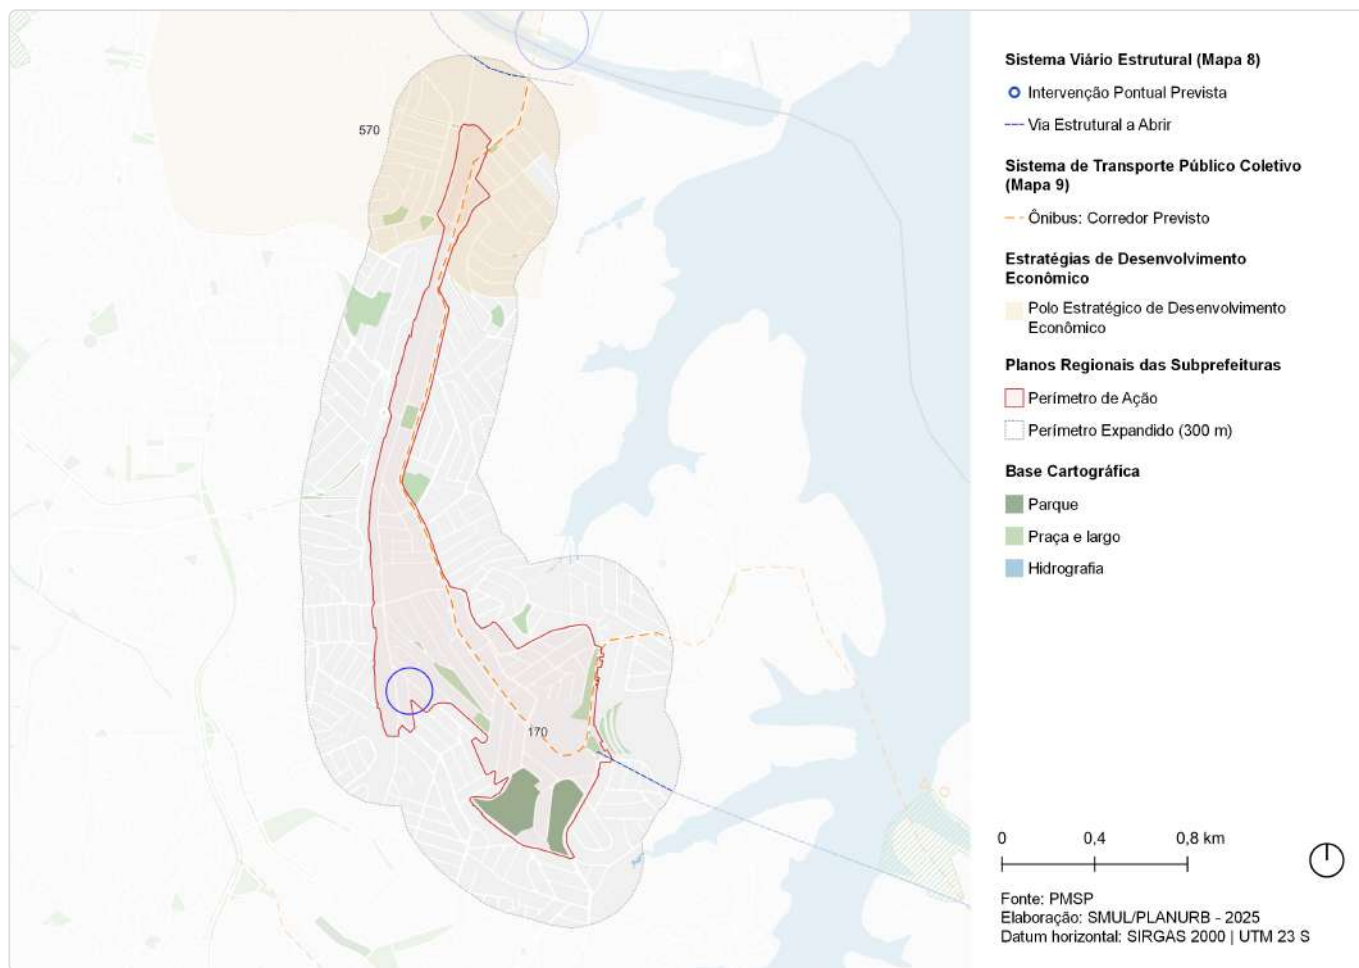 570
170
Sistema Viário Estrutural (Mapa 8)
Intervenção Pontual Prevista
Via Estrutural a Abrir
Sistema de Transporte Público Coletivo
(Mapa 9)
Ônibus: Corredor Previsto
Estratégias de Desenvolvimento
Econômico
Polo Estratégico de Desenvolvimento
Econômico
Planos Regionais das Subprefeituras
Perímetro de Ação
Perímetro Expandido (300 m)
Base Cartográfica
Parque
Praça e largo
Hidrografia
0 0,4 0,8 km
Fonte: PMSP
Elaboração: SMUL/PLANURB - 2025
Datum horizontal: SIRGAS 2000 | UTM 23 S